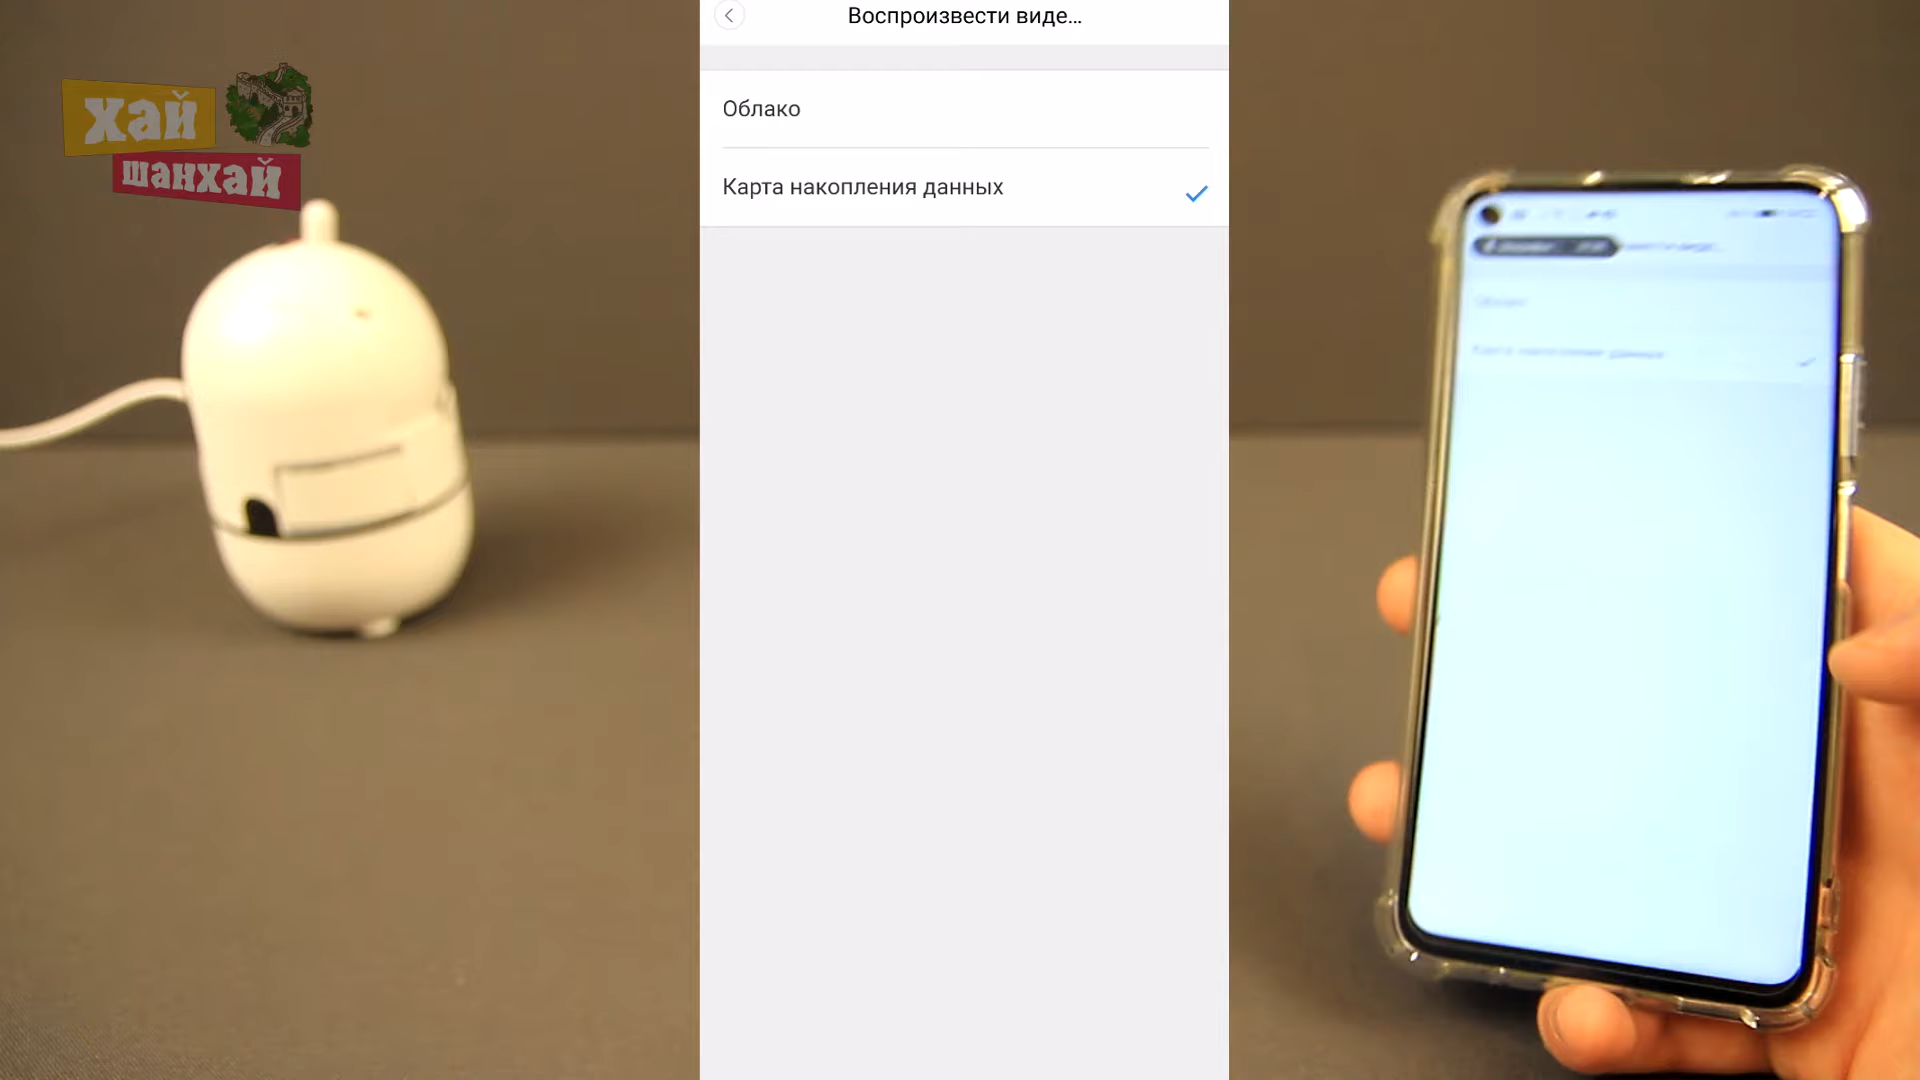 хай
шанхай
Воспроизвести виде...
Облако
Карта накопления данных